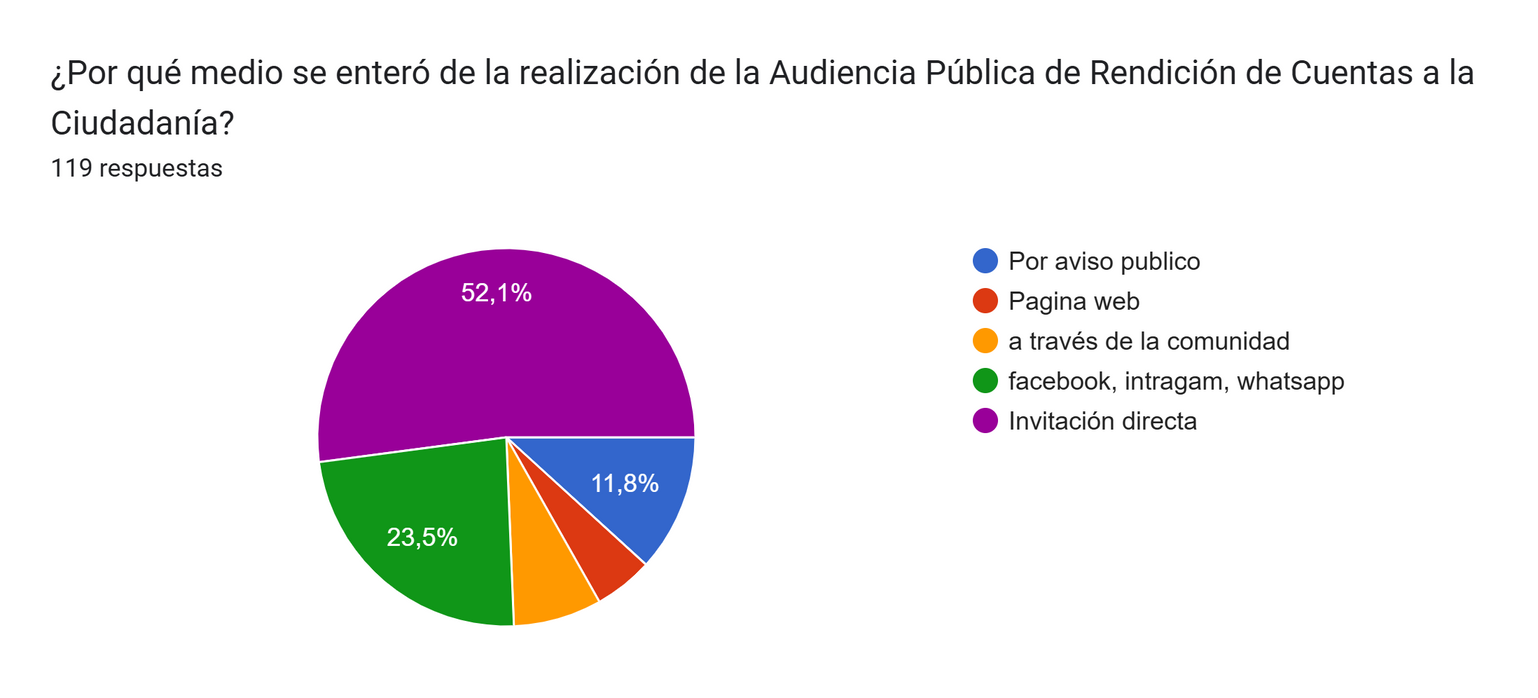 ¿Por qué medio se enteró de la realización de la Audiencia Pública de Rendición de Cuentas a la
Ciudadanía?
119 respuestas
52,1%
11,8%
23,5%
Por aviso publico
Pagina web
a través de la comunidad
facebook, intragam, whatsapp
Invitación directa